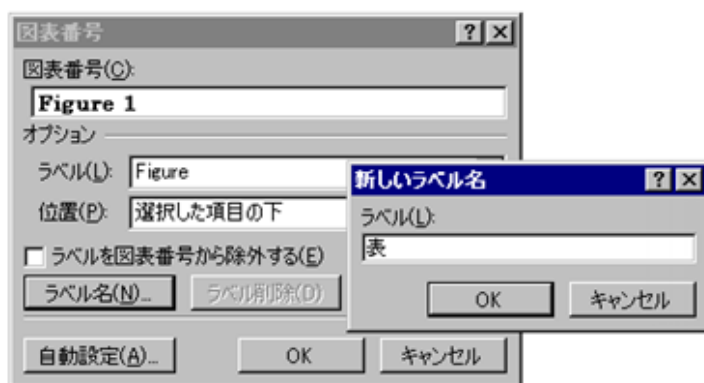 図表番号
図表番号(C):
Figure 1
オプション
ラベル(L): Figure
位置(P): 選択した項目の下
ラベルを図表番号から除外する(E)
ラベル名(N)... ラベル削除(D)
自動設定(A)... OK キャンセル
新しいラベル名
ラベル(L):
表
OK キャンセル